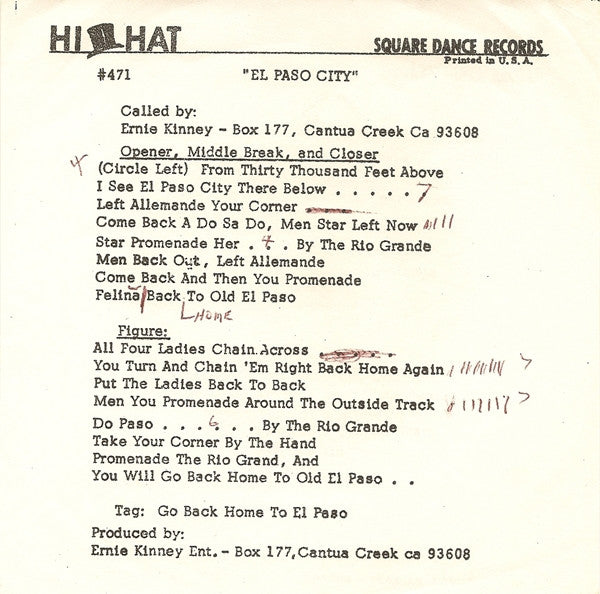 HI HAT
SQUARE DANCE RECORDS
Printed in U.S.A.
#471 "EL PASO CITY"
Called by:
Ernie Kinney - Box 177, Cantua Creek Ca 93608
Opener, Middle Break, and Closer
4 (Circle Left) From Thirty Thousand Feet Above
I See El Paso City There Below . . . . . 7
Left Allemande Your Corner
Come Back A Do Sa Do, Men Star Left Now
Star Promenade Her . 4 . . By The Rio Grande
Men Back Out, Left Allemande
Come Back And Then You Promenade
Felina Back To Old El Paso
HOME
Figure:
All Four Ladies Chain Across
You Turn And Chain 'Em Right Back Home Again
Put The Ladies Back To Back
Men You Promenade Around The Outside Track
Do Paso . . . 6 . . By The Rio Grande
Take Your Corner By The Hand
Promenade The Rio Grand, And
You Will Go Back Home To Old El Paso . .
Tag: Go Back Home To El Paso
Produced by:
Ernie Kinney Ent. - Box 177, Cantua Creek ca 93608